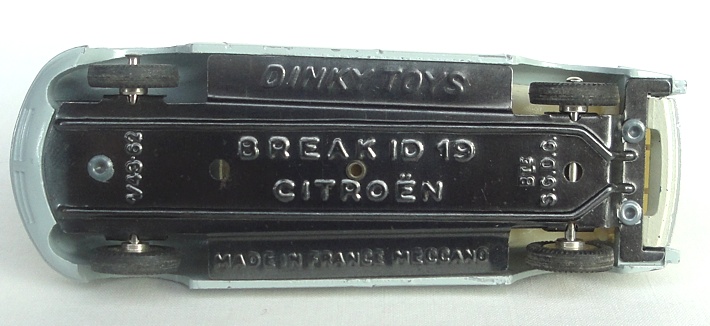 DINKY TOYS
BREAK ID 19
CITROËN
MADE IN FRANCE MECCANO
S.G.D.G.